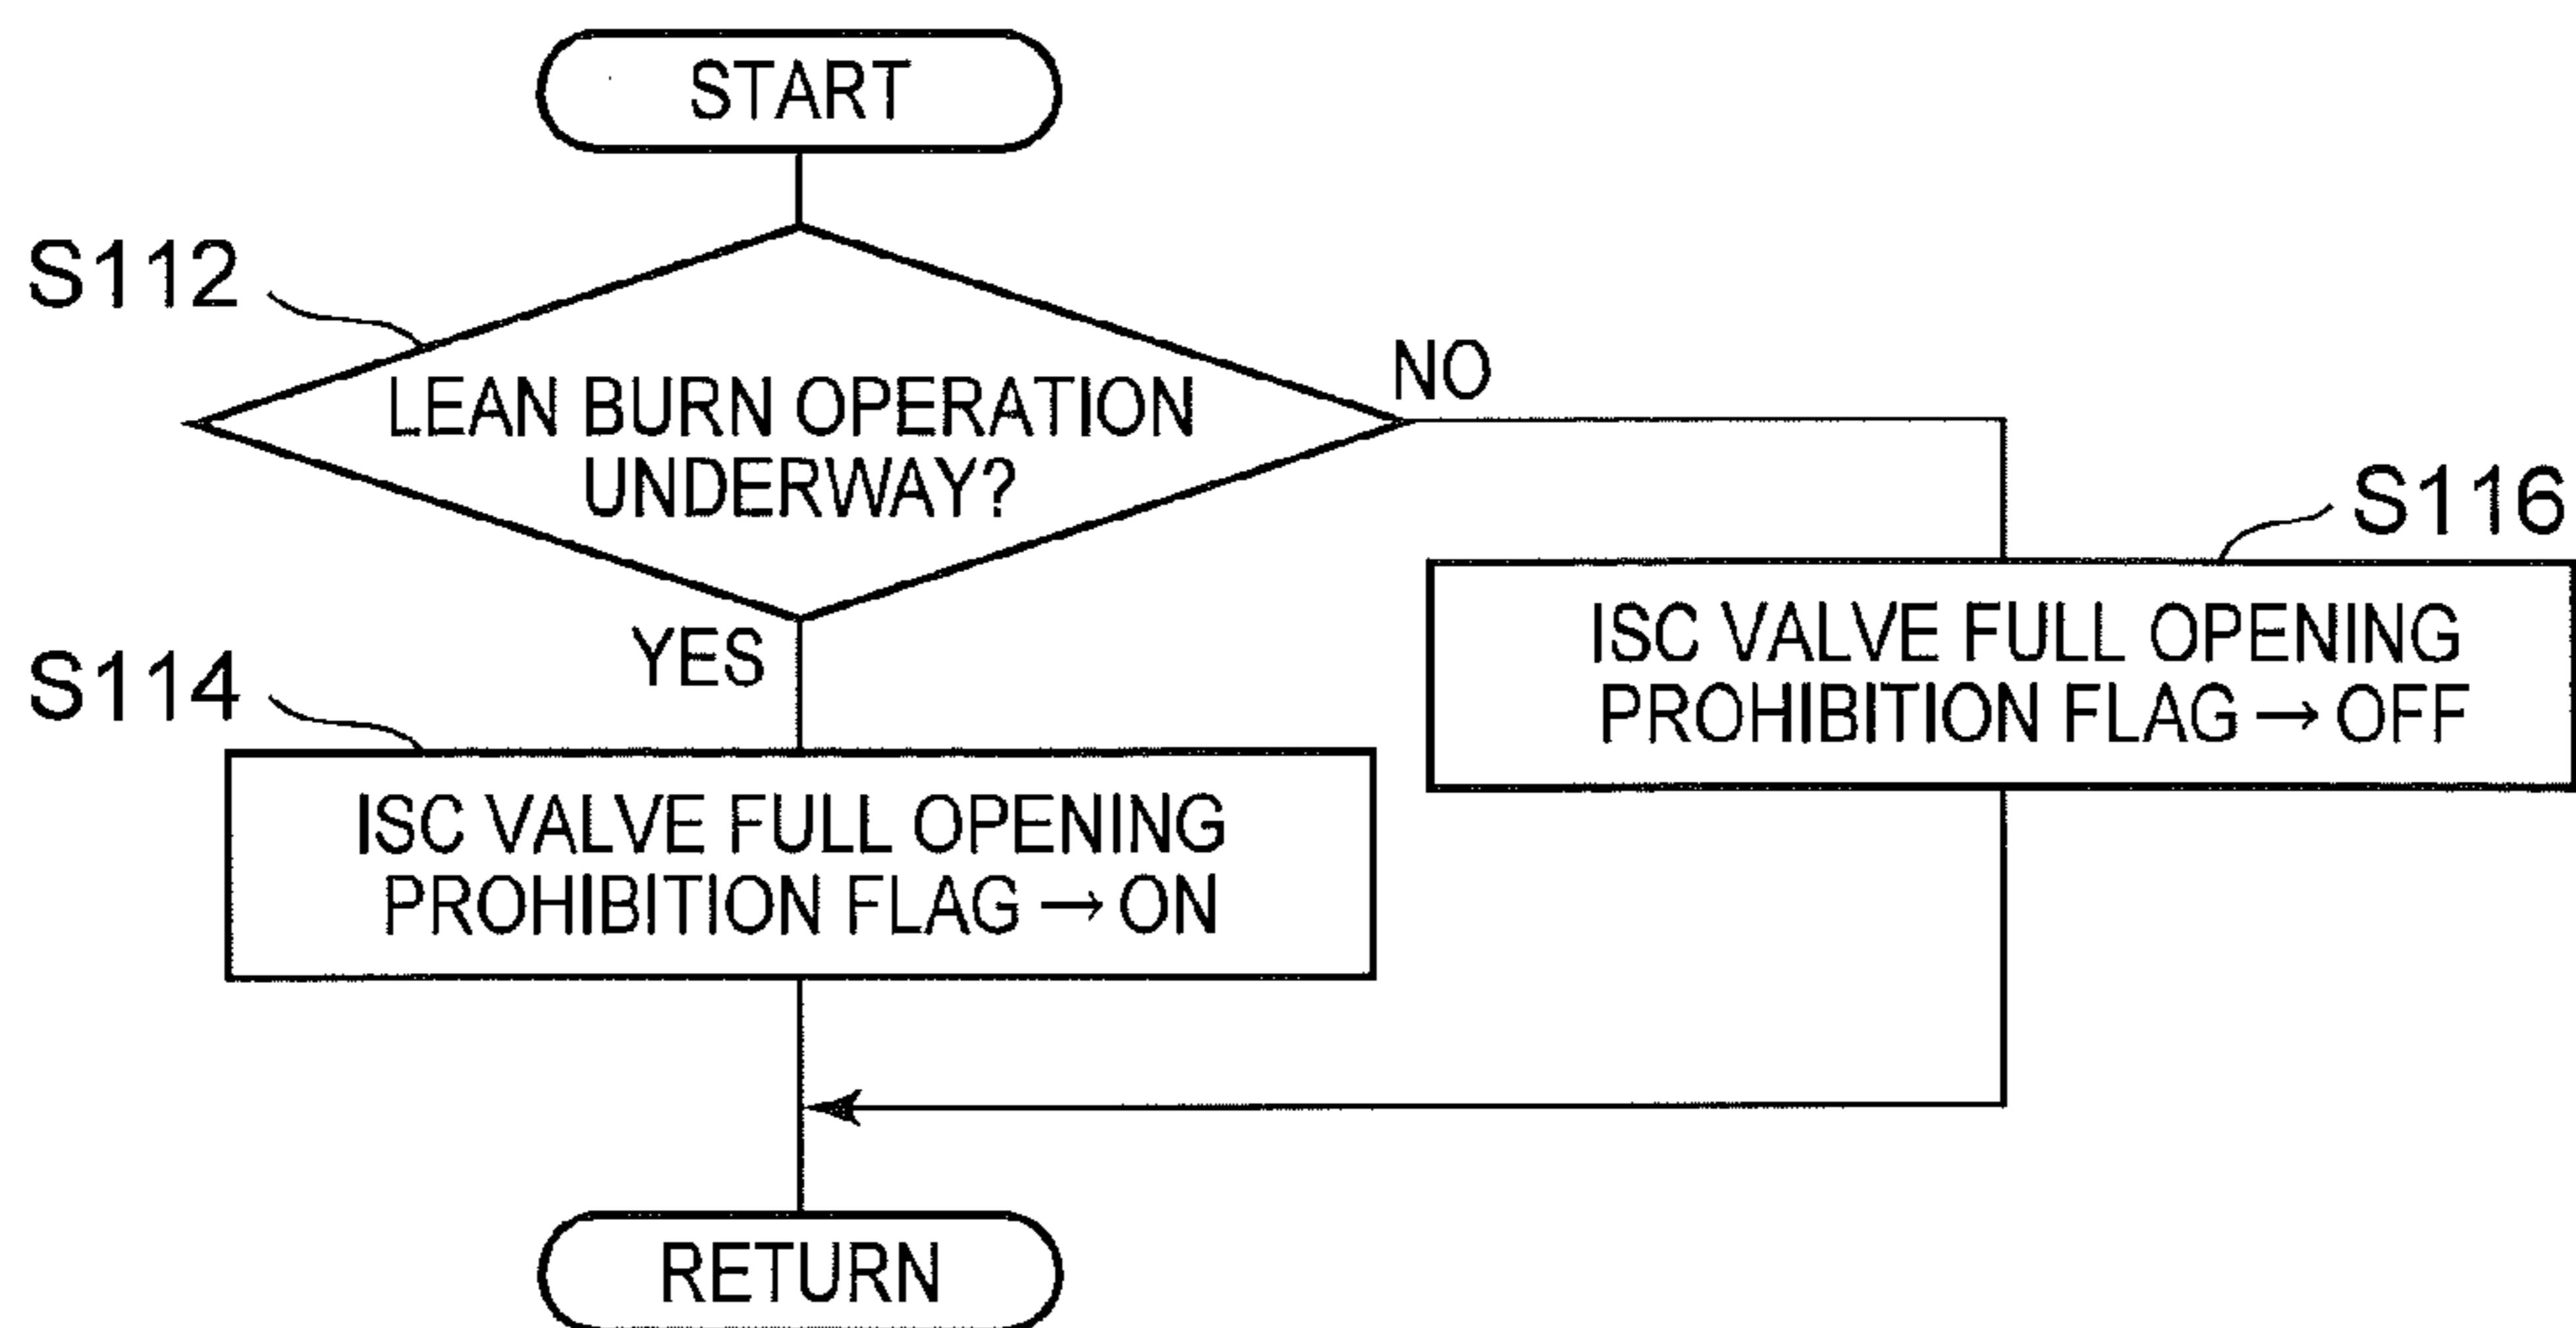 START
S112
LEAN BURN OPERATION
UNDERWAY?
NO
YES
S116
ISC VALVE FULL OPENING
PROHIBITION FLAG → OFF
S114
ISC VALVE FULL OPENING
PROHIBITION FLAG → ON
RETURN